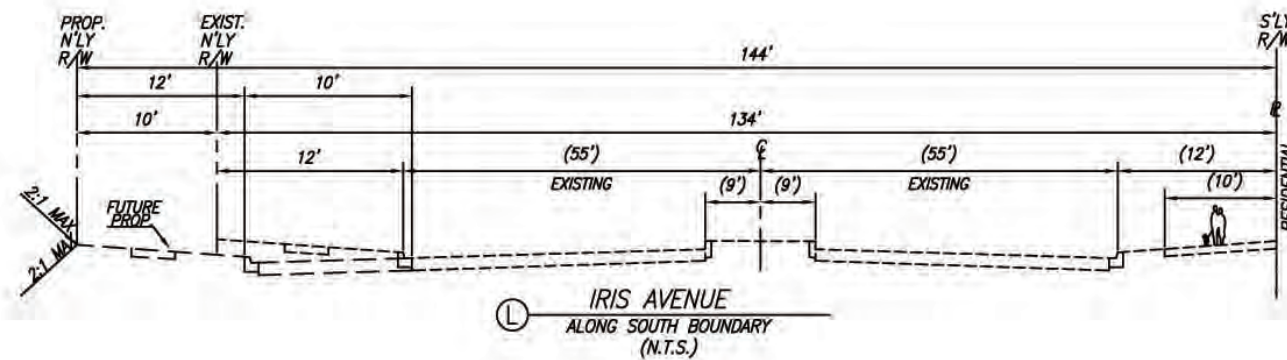 PROP.
N'LY
R/W
EXIST.
N'LY
R/W
S'LY
R/W
144'
12'
10'
10'
134'
12'
(55')
EXISTING
℄
(9')
(9')
(55')
EXISTING
(12')
(10')
RESIDENTIAL
2:1 MAX
2:1 MAX
FUTURE
PROP.
L
IRIS AVENUE
ALONG SOUTH BOUNDARY
(N.T.S.)